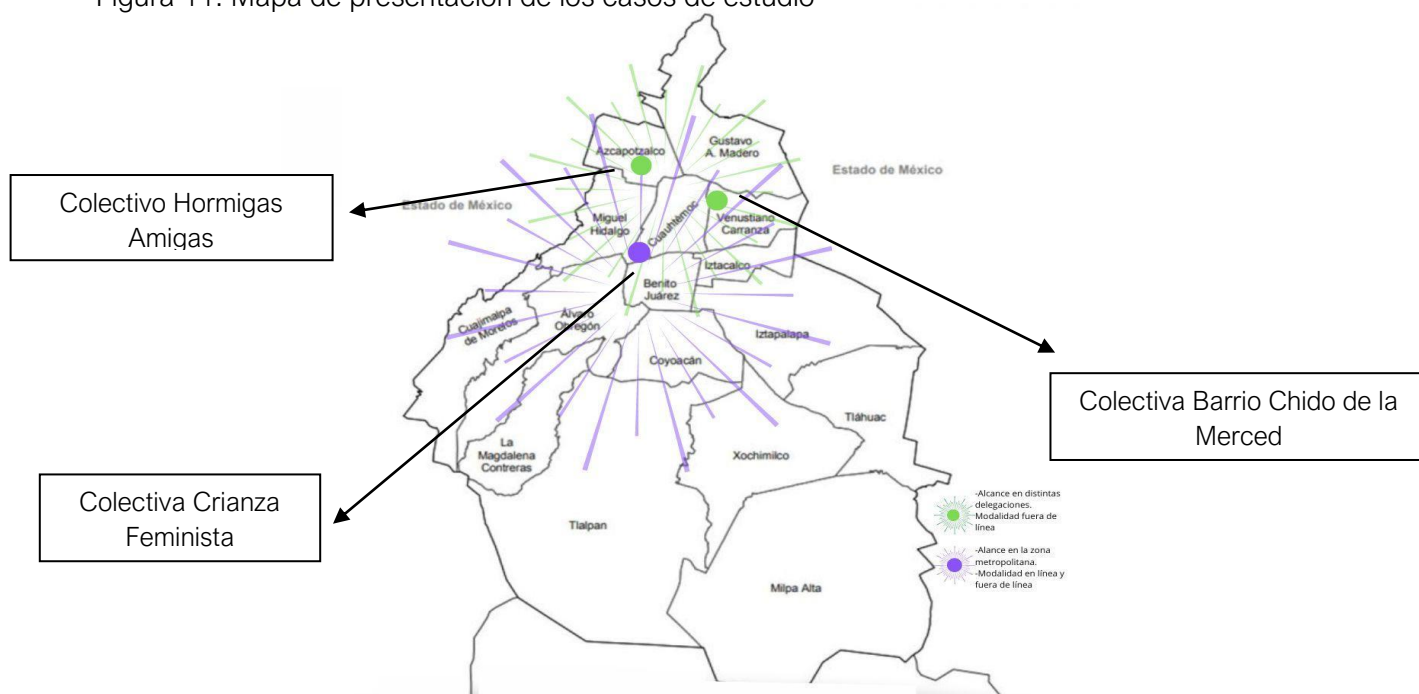 Figura 11. Mapa de presentación de los casos de estudio
Azcapotzalco
Gustavo
A. Madero
Estado de México
Colectivo Hormigas
Amigas
Estado de México
Miguel
Hidalgo
Cuauhtémoc
Venustiano
Carranza
Iztacalco
Benito
Juárez
Cuajimalpa
de Morelos
Álvaro
Obregón
Iztapalapa
Coyoacán
Colectiva Barrio Chido de la
Merced
Tláhuac
La
Magdalena
Contreras
Xochimilco
Colectiva Crianza
Feminista
Tlalpan
-Alcance en distintas
delegaciones.
Modalidad fuera de
línea
-Alance en la zona
metropolitana.
-Modalidad en línea y
fuera de línea
Milpa Alta